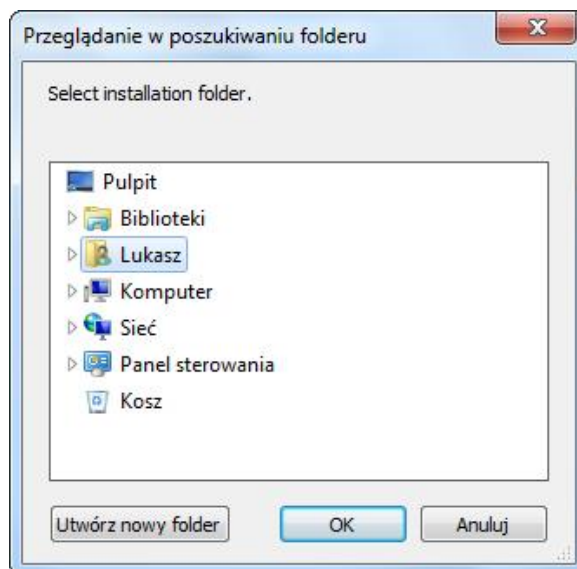 Przeglądanie w poszukiwaniu folderu
Select installation folder.
Pulpit
Biblioteki
Lukasz
Komputer
Sieć
Panel sterowania
Kosz
Utwórz nowy folder OK Anuluj